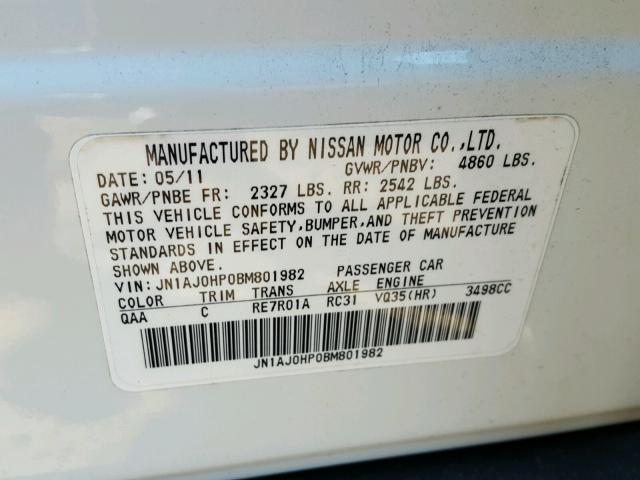 MANUFACTURED BY NISSAN MOTOR CO.,LTD.
DATE: 05/11 GVWR/PNBV: 4860 LBS.
GAWR/PNBE FR: 2327 LBS. RR: 2542 LBS.
THIS VEHICLE CONFORMS TO ALL APPLICABLE FEDERAL
MOTOR VEHICLE SAFETY,BUMPER,AND THEFT PREVENTION
STANDARDS IN EFFECT ON THE DATE OF MANUFACTURE
SHOWN ABOVE.
VIN: JN1AJ0HP0BM801982 PASSENGER CAR
COLOR TRIM TRANS AXLE ENGINE
QAA C RE7R01A RC31 VQ35(HR) 3498CC
JN1AJ0HP0BM801982